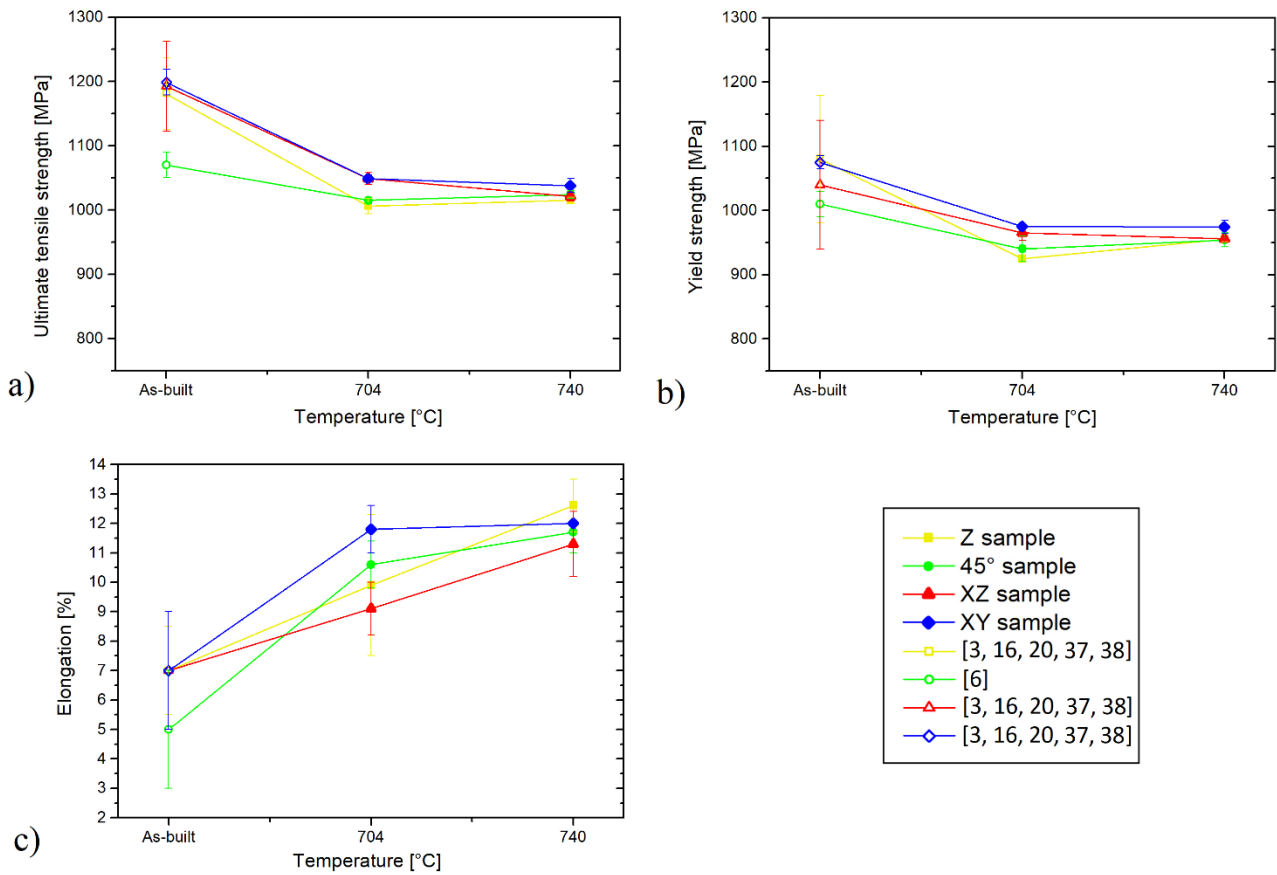 1300
1200
1100
1000
900
800
Ultimate tensile strength [MPa]
As-built 704 740
Temperature [°C]
a)
1300
1200
1100
1000
900
800
Yield strength [MPa]
As-built 704 740
Temperature [°C]
b)
14
13
12
11
10
9
8
7
6
5
4
3
2
Elongation [%]
As-built 704 740
Temperature [°C]
c)
Z sample
45° sample
XZ sample
XY sample
[3, 16, 20, 37, 38]
[6]
[3, 16, 20, 37, 38]
[3, 16, 20, 37, 38]